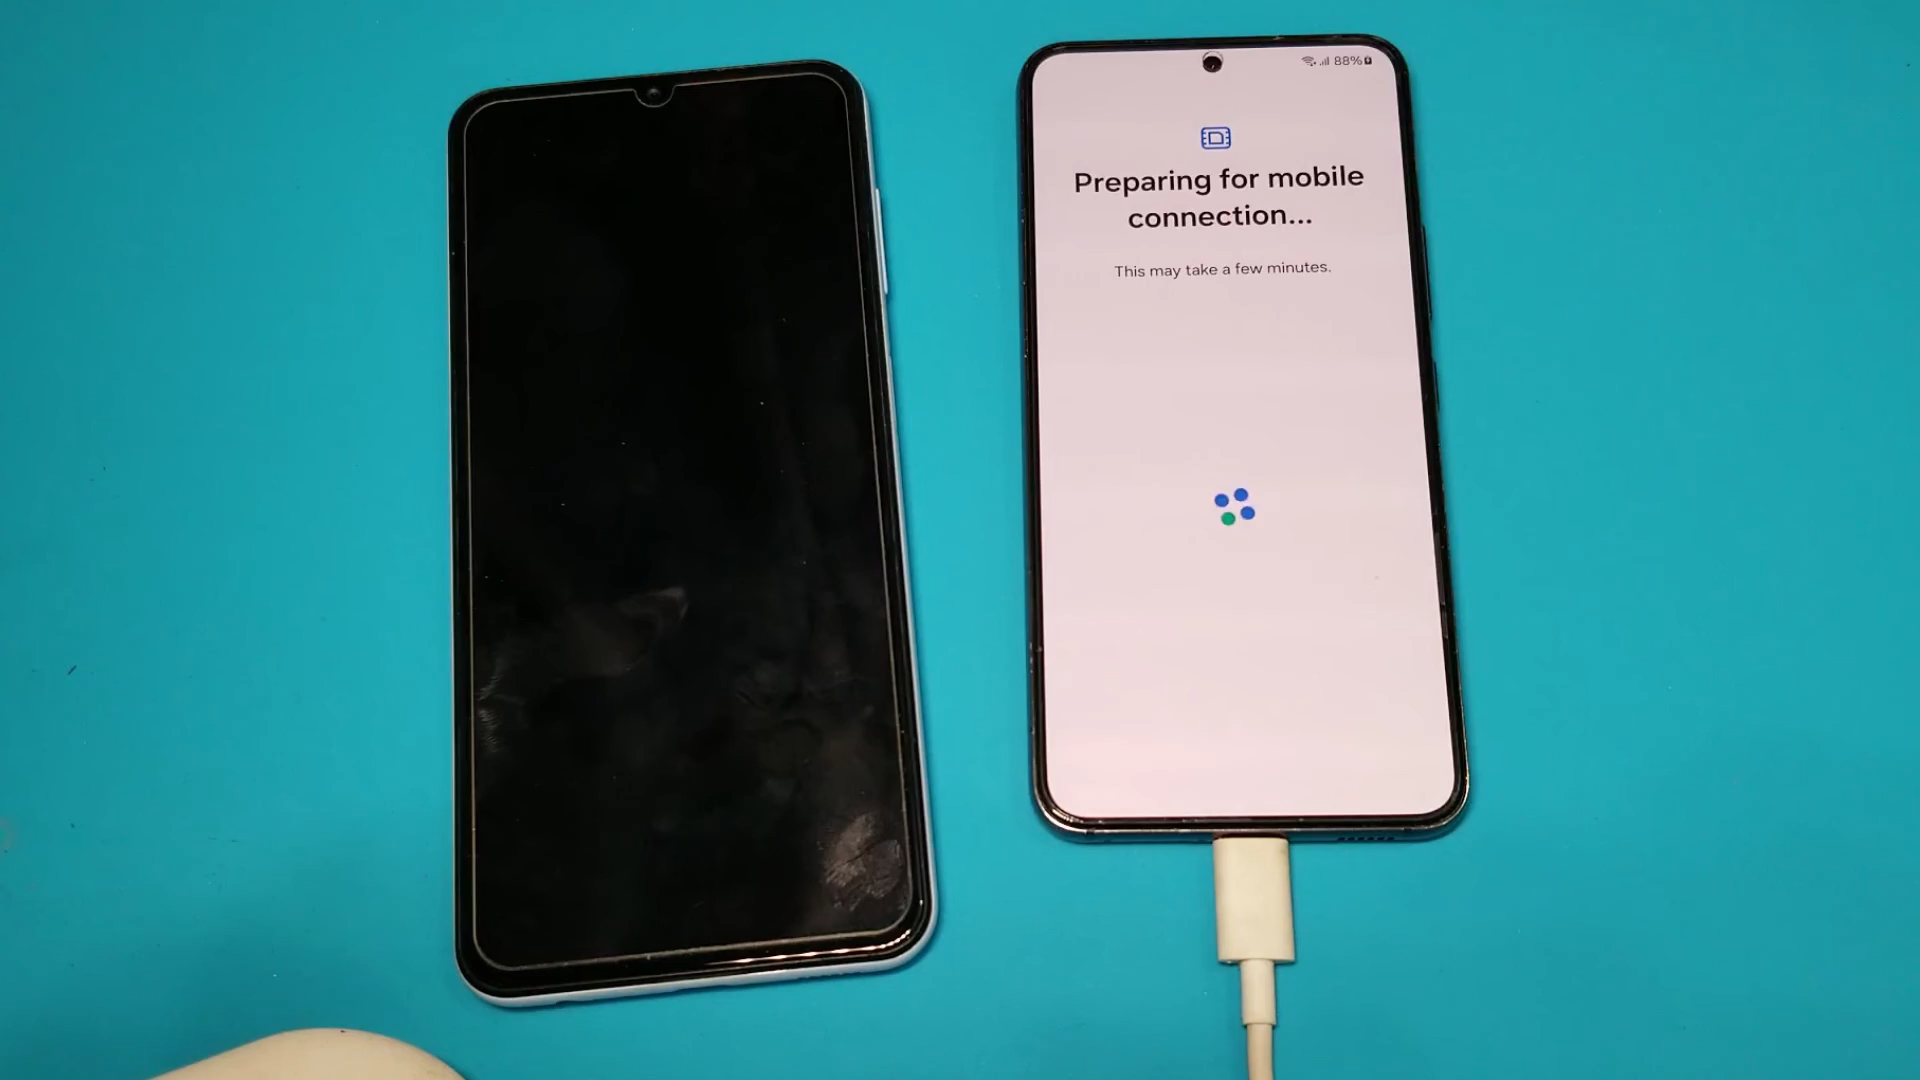 88%
Preparing for mobile
connection...
This may take a few minutes.